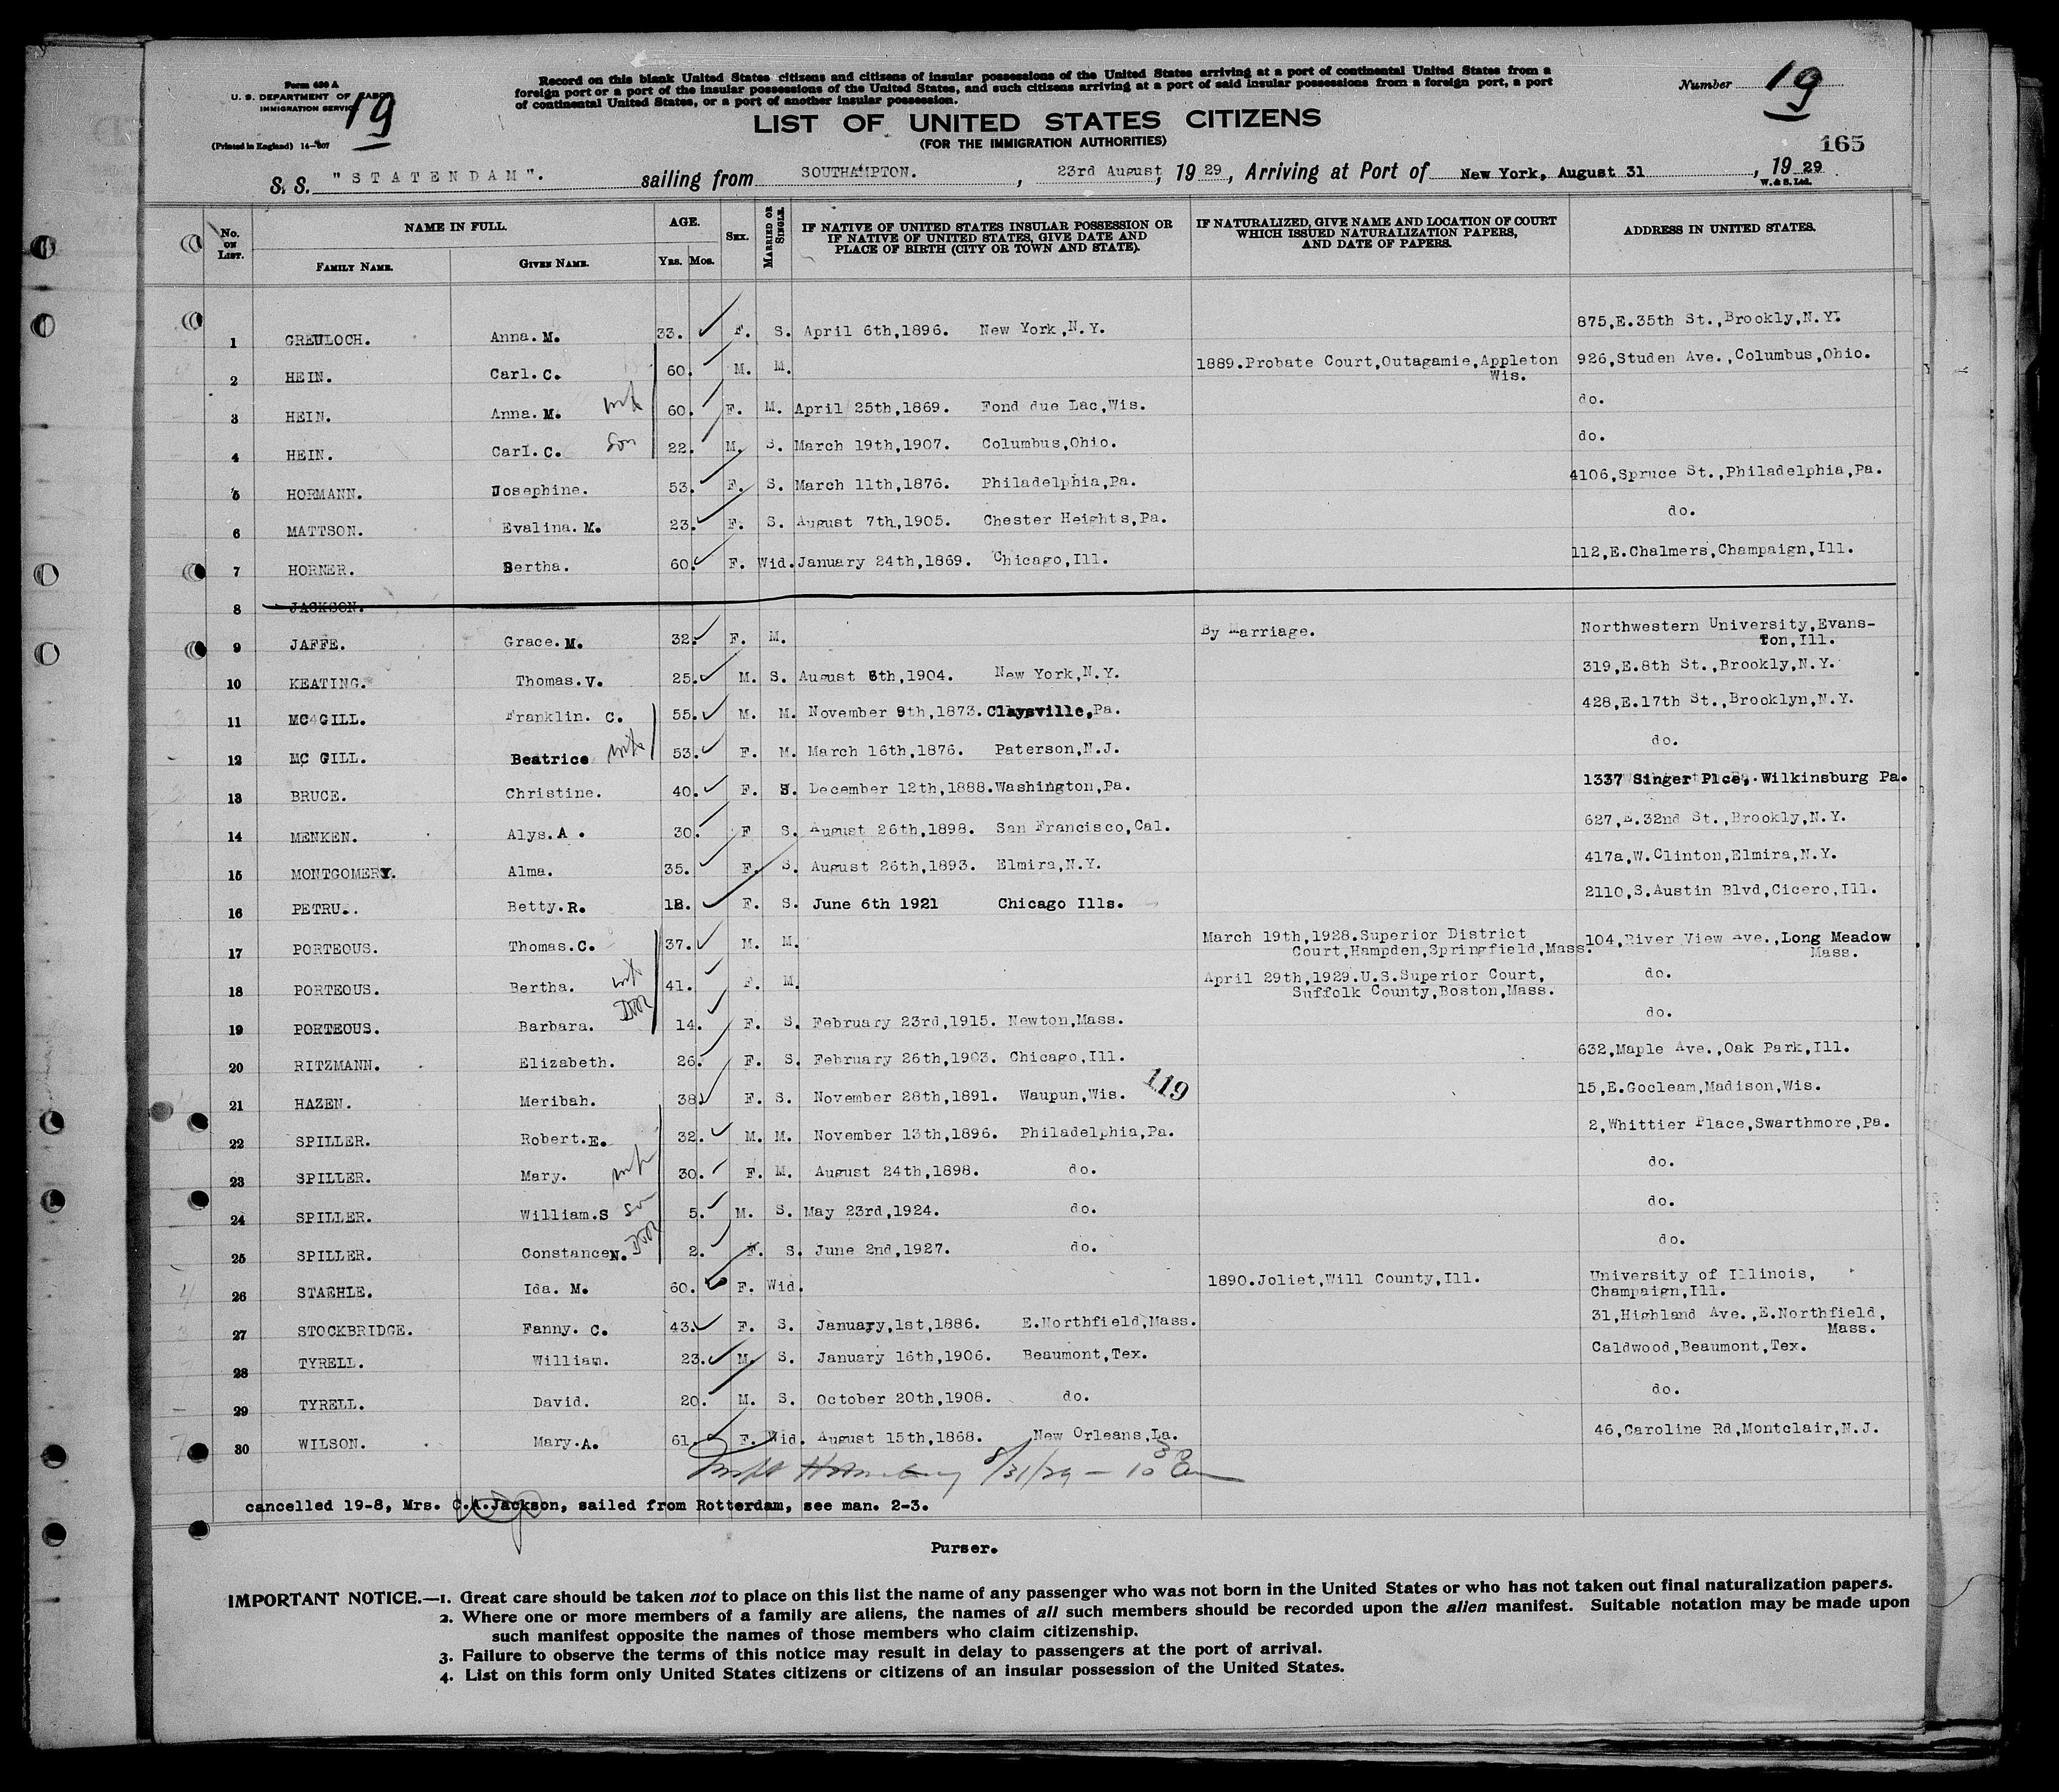 Form 630 A
U. S. DEPARTMENT OF LABOR
IMMIGRATION SERVICE
19
(Printed in England) 14—607
Record on this blank United States citizens and citizens of insular possessions of the United States arriving at a port of continental United States from a
foreign port or a port of the insular possessions of the United States, and such citizens arriving at a port of said insular possessions from a foreign port, a port
of continental United States, or a port of another insular possession.
Number 19
LIST OF UNITED STATES CITIZENS
(FOR THE IMMIGRATION AUTHORITIES)
165
S. S. "STATENDAM". sailing from SOUTHAMPTON. , 23rd August, 19 29, Arriving at Port of New York, August 31 , 19 29
W. & S. Ltd.
No. ON LIST. NAME IN FULL. FAMILY NAME. GIVEN NAME. AGE. YRS. MOS. SEX. MARRIED OR SINGLE. IF NATIVE OF UNITED STATES INSULAR POSSESSION OR IF NATIVE OF UNITED STATES, GIVE DATE AND PLACE OF BIRTH (CITY OR TOWN AND STATE). IF NATURALIZED, GIVE NAME AND LOCATION OF COURT WHICH ISSUED NATURALIZATION PAPERS, AND DATE OF PAPERS. ADDRESS IN UNITED STATES.
1 GREULOCH. Anna.M. 33. F. S. April 6th,1896. New York,N.Y. 875,E.35th St.,Brookly,N.Y.
2 HEIN. Carl.C. 60. M. M. 1889.Probate Court,Outagamie,Appleton Wis. 926,Studen Ave.,Columbus,Ohio.
3 HEIN. Anna.M. wife 60. F. M. April 25th,1869. Fond due Lac,Wis. do.
4 HEIN. Carl.C. son 22. M. S. March 19th,1907. Columbus,Ohio. do.
5 HORMANN. Josephine. 53. F. S. March 11th,1876. Philadelphia,Pa. 4106,Spruce St.,Philadelphia,Pa.
6 MATTSON. Evalina.M. 23. F. S. August 7th,1905. Chester Heights,Pa. do.
7 HORNER. Bertha. 60. F. Wid. January 24th,1869. Chicago,Ill. 112,E.Chalmers,Champaign,Ill.
8 JACKSON.
9 JAFFE. Grace.M. 32. F. M. By Marriage. Northwestern University,Evans-ton,Ill.
10 KEATING. Thomas.V. 25. M. S. August 6th,1904. New York,N.Y. 319,E.8th St.,Brookly,N.Y.
11 MC GILL. Franklin. C. 55. M. M. November 9th,1873. Claysville,Pa. 428,E.17th St.,Brooklyn,N.Y.
12 MC GILL. Beatrice wife 53. F. M. March 16th,1876. Paterson,N.J. do.
13 BRUCE. Christine. 40. F. S. December 12th,1888. Washington,Pa. 1337 Singer Plce, Wilkinsburg Pa.
14 MENKEN. Alys.A. 30. F S. August 26th,1898. San Francisco,Cal. 627,E.32nd St.,Brookly,N.Y.
15 MONTGOMERY. Alma. 35. F. S. August 26th,1893. Elmira,N.Y. 417a,W.Clinton,Elmira,N.Y.
16 PETRU. Betty.R. F. S. June 6th 1921 Chicago Ills. 2110,S.Austin Blvd,Cicero,Ill.
17 PORTEOUS. Thomas.C. 37. M. M. March 19th,1928.Superior District Court,Hampden,Springfield,Mass. 104,River View Ave.,Long Meadow Mass.
18 PORTEOUS. Bertha. wife 41. F. M. April 29th,1929.U.S.Superior Court, Suffolk County,Boston,Mass. do.
19 PORTEOUS. Barbara. Dtr 14. F. S. February 23rd,1915. Newton,Mass. do.
20 RITZMANN. Elizabeth. 26. F. S. February 26th,1903. Chicago,Ill. 632,Maple Ave.,Oak Park,Ill.
21 HAZEN. Meribah. 38. F. S. November 28th,1891. Waupun,Wis. 119 15,E.Gocleam,Madison,Wis.
22 SPILLER. Robert.E. 32. M. M. November 13th,1896. Philadelphia,Pa. 2,Whittier Place,Swarthmore,Pa.
23 SPILLER. Mary. wife 30. F. M. August 24th,1898. do. do.
24 SPILLER. William.S son 5. M. S. May 23rd,1924. do. do.
25 SPILLER. Constance N. Dtr 2. F. S. June 2nd,1927. do. do.
26 STAEHLE. Ida. M. 60. F. Wid. 1890.Joliet,Will County,Ill. University of Illinois, Champaign,Ill.
27 STOCKBRIDGE. Fanny. C. 43. F. S. January,1st,1886. E.Northfield,Mass. 31,Highland Ave.,E.Northfield, Mass.
28 TYRELL. William. 23. M. S. January 16th,1906. Beaumont,Tex. Caldwood,Beaumont,Tex.
29 TYRELL. David. 20. M. S. October 20th,1908. do. do.
30 WILSON. Mary.A. 61. F. Wid. August 15th,1868. New Orleans,La. 46,Caroline Rd,Montclair,N.J.
8/31/29 —
cancelled 19-8, Mrs. C.A.Jackson, sailed from Rotterdam, see man. 2-3.
Purser.
IMPORTANT NOTICE.—1. Great care should be taken not to place on this list the name of any passenger who was not born in the United States or who has not taken out final naturalization papers.
2. Where one or more members of a family are aliens, the names of all such members should be recorded upon the alien manifest. Suitable notation may be made upon
such manifest opposite the names of those members who claim citizenship.
3. Failure to observe the terms of this notice may result in delay to passengers at the port of arrival.
4. List on this form only United States citizens or citizens of an insular possession of the United States.